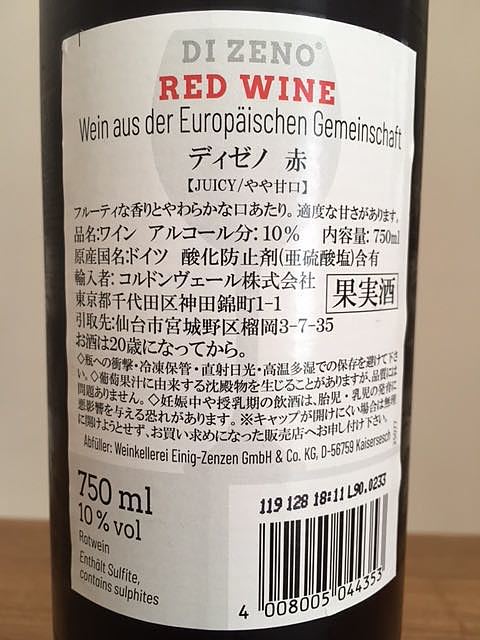 DI ZENO®
RED WINE
Wein aus der Europäischen Gemeinschaft
ディゼノ 赤
【JUICY/やや甘口】
フルーティな香りとやわらかな口あたり。適度な甘さがあります。
品名:ワイン アルコール分:10% 内容量:750ml
原産国名:ドイツ 酸化防止剤(亜硫酸塩)含有
輸入者:コルドンヴェール株式会社
東京都千代田区神田錦町1-1
果実酒
引取先:仙台市宮城野区榴岡3-7-35
お酒は20歳になってから。
◇瓶への衝撃・冷凍保管・直射日光・高温多湿での保存を避けて下さ
い。◇葡萄果汁に由来する沈殿物を生じることがありますが、品質には
問題ありません。◇妊娠中や授乳期の飲酒は、胎児・乳児の発育に
悪影響を与える恐れがあります。※キャップが開けにくい場合は無理
に開けようとせず、お買い求めになった販売店へお申し付け下さい。
Abfüller: Weinkellerei Einig-Zenzen GmbH & Co. KG, D-56759 Kaisersesch
750 ml
10 % vol
Rotwein
Enthält Sulfite,
contains sulphites
119 128 18:11 L90.0233
4 008005 044353